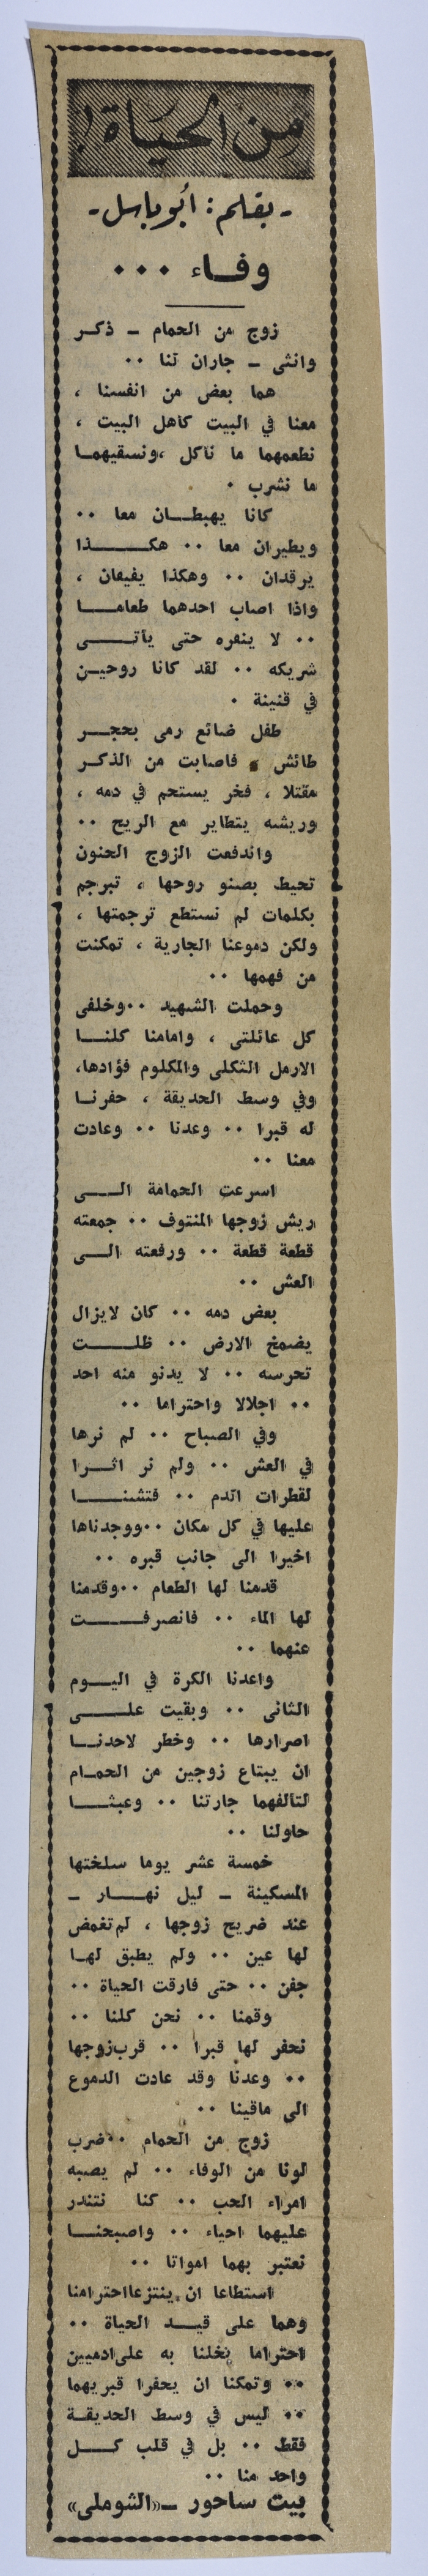 من الحياة !
- بقلم : أبو باسل -
وفاء ...
زوج من الحمام ــ ذكر
وانثى ــ جاران لنا ..
هما بعض من انفسنا ،
معنا في البيت كاهل البيت ،
نطعمهما ما ناكل ،ونسقيهما
ما نشرب .
كانا يهبطان معا ..
ويطيران معا .. هكذا
يرقدان .. وهكذا يفيقان ،
واذا اصاب احدهما طعاما
.. لا ينقره حتى يأتى
شريكه .. لقد كانا روحين
في قنينة .
طفل ضائع رمى بحجر
طائش ، فاصابت من الذكر
مقتلا ، فخر يستحم في دمه ،
وريشه يتطاير مع الريح ..
واندفعت الزوج الحنون
تحيط بصنو روحها ، تبرجم
بكلمات لم نستطع ترجمتها ،
ولكن دموعنا الجارية ، تمكنت
من فهمها ..
وحملت الشهيد ..وخلفى
كل عائلتى ، وامامنا كلنا
الارمل الثكلى والمكلوم فؤادها،
وفي وسط الحديقة ، حفرنا
له قبرا .. وعدنا .. وعادت
معنا ..
اسرعت الحمامة الى
ريش زوجها المنتوف .. جمعته
قطعة قطعة .. ورفعته الى
العش ..
بعض دمه .. كان لايزال
يضمخ الارض .. ظلت
تحرسه .. لا يدنو منه احد
.. اجلالا واحتراما ..
وفي الصباح .. لم نرها
في العش .. ولم نر اثرا
لقطرات الدم .. فتشنا
عليها في كل مكان ..ووجدناها
اخيرا الى جانب قبره ..
قدمنا لها الطعام ..وقدمنا
لها الماء .. فانصرفت
عنهما ..
واعدنا الكرة في اليوم
الثانى .. وبقيت على
اصرارها .. وخطر لاحدنا
ان يبتاع زوجين من الحمام
لتالفهما جارتنا .. وعبثا
حاولنا ..
خمسة عشر يوما سلختها
المسكينة ــ ليل نهار ــ
عند ضريح زوجها ، لم تغمض
لها عين .. ولم يطبق لها
جفن .. حتى فارقت الحياة ..
وقمنا .. نحن كلنا ..
نحفر لها قبرا .. قرب زوجها
.. وعدنا وقد عادت الدموع
الى ماقينا ..
زوج من الحمام ..ضرب
لونا من الوفاء .. لم يصبه
امراء الحب .. كنا نتندر
عليهما احياء .. واصبحنا
نعتبر بهما امواتا ..
استطاعا ان ينتزعا احترامنا
وهما على قيد الحياة ..
احتراما بخلنا به على ادميين
.. وتمكنا ان يحفرا قبريهما
.. ليس في وسط الحديقة
فقط .. بل في قلب كل
واحد منا ..
بيت ساحور ــ«الشوملى»